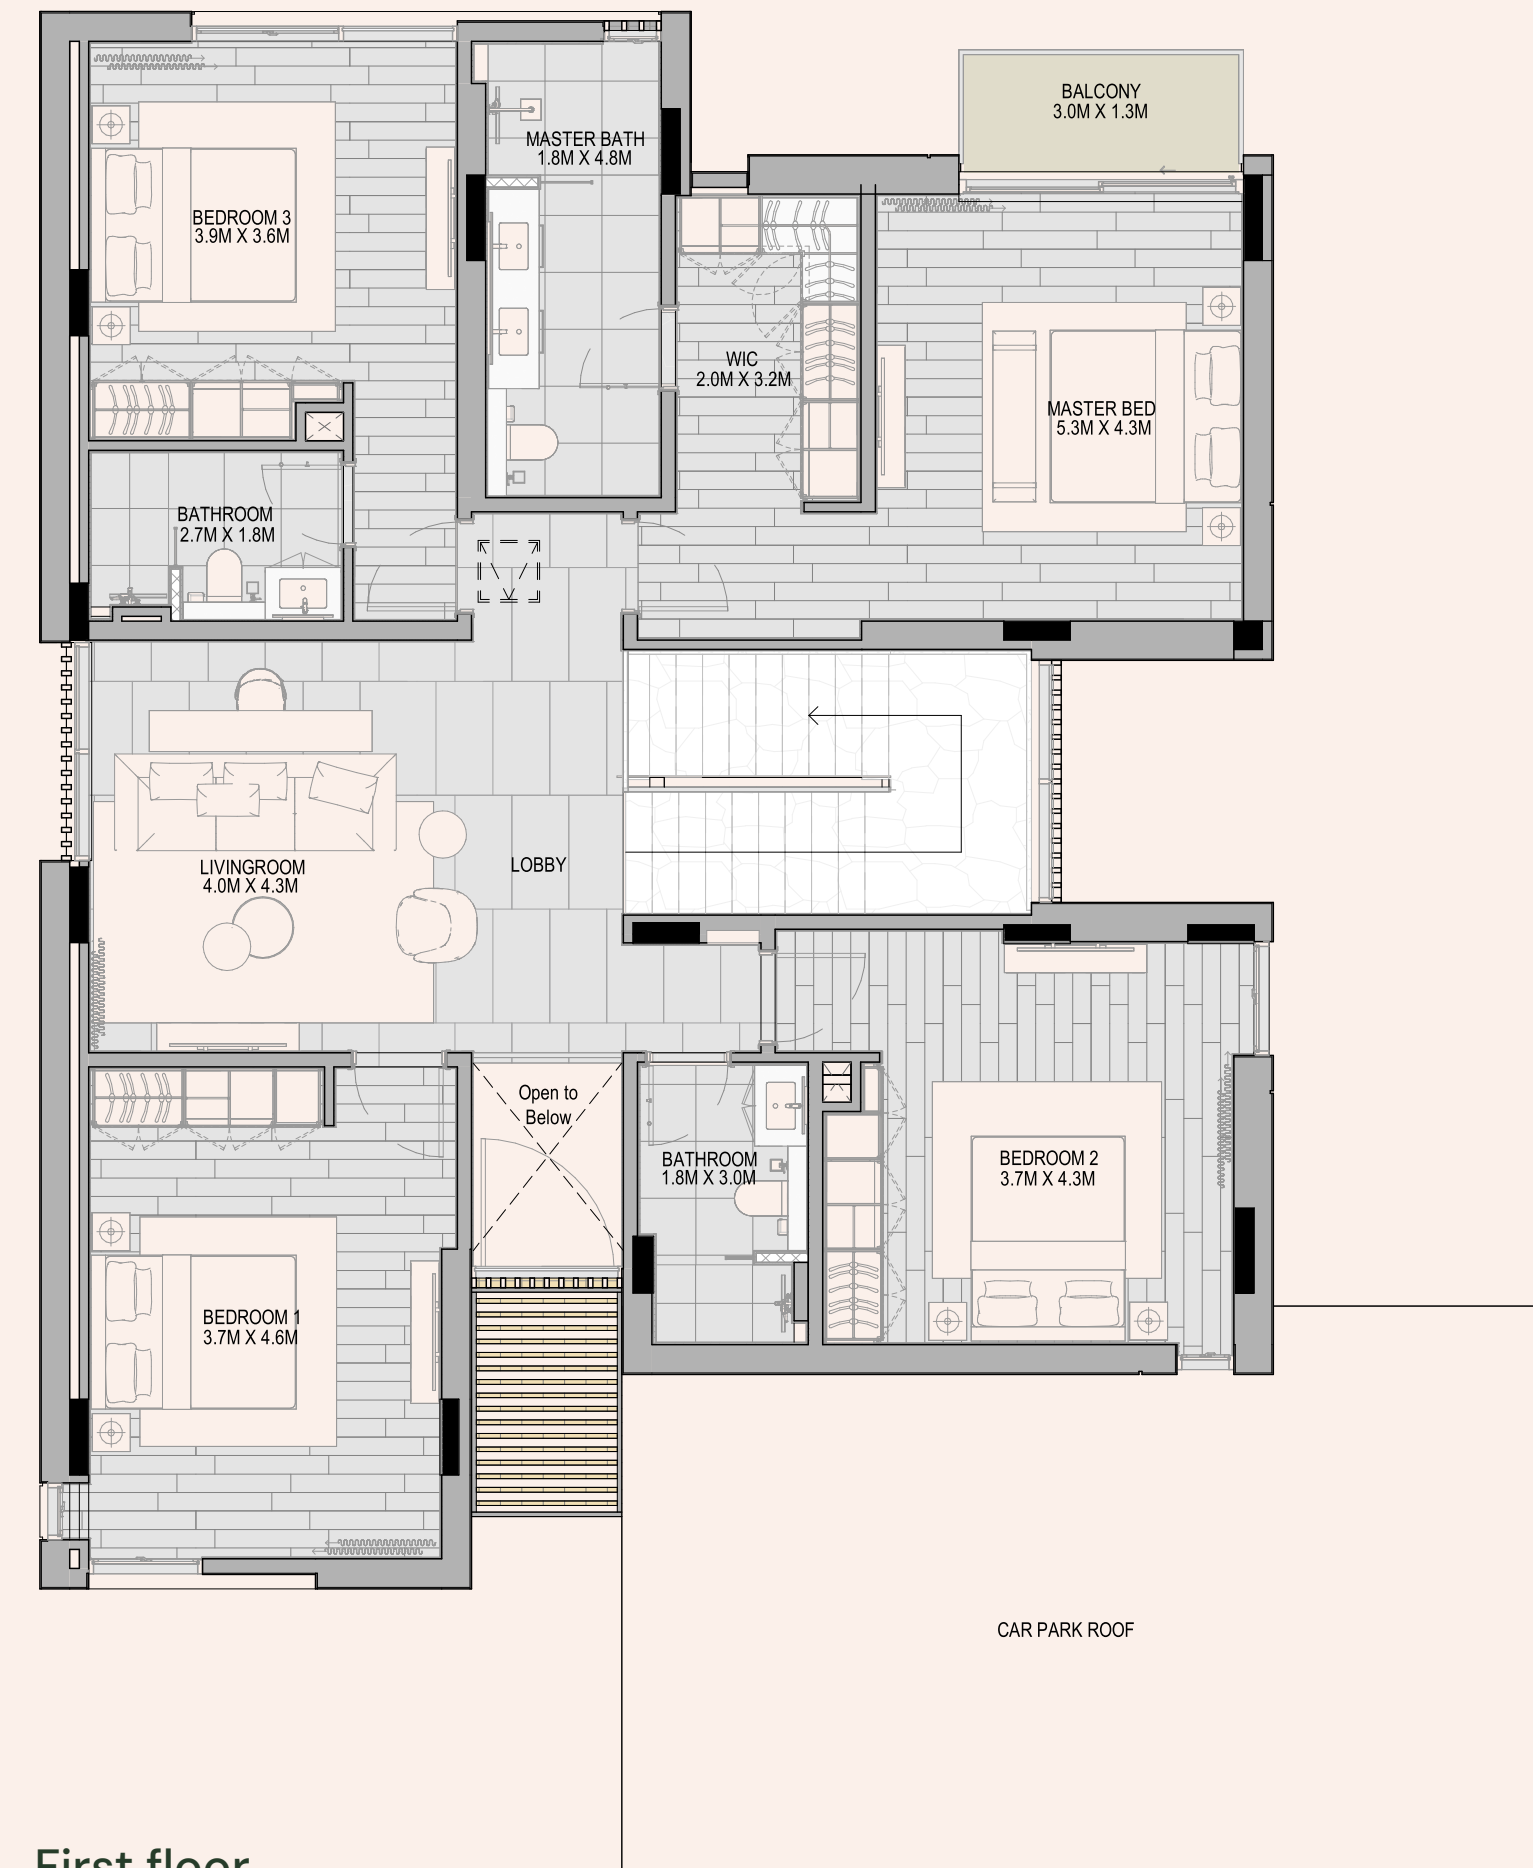 BALCONY
3.0M X 1.3M
MASTER BATH
1.8M X 4.8M
BEDROOM 3
3.9M X 3.6M
WIC
2.0M X 3.2M
MASTER BED
5.3M X 4.3M
BATHROOM
2.7M X 1.8M
LIVINGROOM
4.0M X 4.3M
LOBBY
Open to
Below
BATHROOM
1.8M X 3.0M
BEDROOM 2
3.7M X 4.3M
BEDROOM 1
3.7M X 4.6M
CAR PARK ROOF
First floor